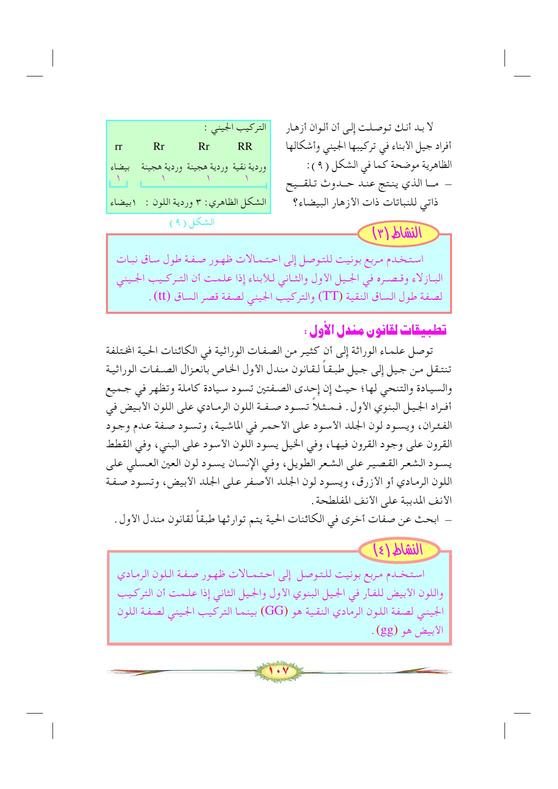 لا بد أنك توصلت إلى أن ألوان أزهار
أفراد جيل الأبناء في تركيبها الجيني وأشكالها
الظاهرية موضحة كما في الشكل ( ٩ ) :
– مـا الذي ينتج عند حـدوث تلقـيح
ذاتي للنباتات ذات الأزهار البيضاء؟
التركيب الجيني :
RR Rr Rr rr
وردية نقية وردية هجينة وردية هجينة بيضاء
١ ١ ١ ١
الشكل الظاهري: ٣ وردية اللون : ١بيضاء
الشكل ( ٩ )
النشاط (٣)
استخدم مربع بونيت للتوصل إلى احتمالات ظهور صفة طول ساق نبات
البازلاء وقصره في الجيل الأول والثاني للأبناء إذا علمت أن التركيب الجيني
لصفة طول الساق النقية (TT) والتركيب الجيني لصفة قصر الساق (tt) .
تطبيقات لقانون مندل الأول :
توصل علماء الوراثة إلى أن كثير من الصفات الوراثية في الكائنات الحية المختلفة
تنتقل من جيل إلى جيل طبقاً لقانون مندل الأول الخاص بانعزال الصفات الوراثية
والسيادة والتنحي لها؛ حيث إن إحدى الصفتين تسود سيادة كاملة وتظهر في جميع
أفراد الجيل البنوي الأول. فمثلاً تسود صفة اللون الرمادي على اللون الأبيض في
الفئران، ويسود لون الجلد الأسود على الأحمر في الماشية، وتسود صفة عدم وجود
القرون على وجود القرون فيها، وفي الخيل يسود اللون الأسود على البني، وفي القطط
يسود الشعر القصير على الشعر الطويل، وفي الإنسان يسود لون العين العسلي على
اللون الرمادي أو الأزرق، ويسود لون الجلد الأصفر على الجلد الأبيض، وتسود صفة
الأنف المدببة على الأنف المفلطحة.
– ابحث عن صفات أخرى في الكائنات الحية يتم توارثها طبقاً لقانون مندل الأول .
النشاط (٤)
استخدم مربع بونيت للتوصل إلى احتمالات ظهور صفة اللون الرمادي
واللون الأبيض للفأر في الجيل البنوي الأول والجيل الثاني إذا علمت أن التركيب
الجيني لصفة اللون الرمادي النقية هو (GG) بينما التركيب الجيني لصفة اللون
الأبيض هو (gg) .
١٠٧